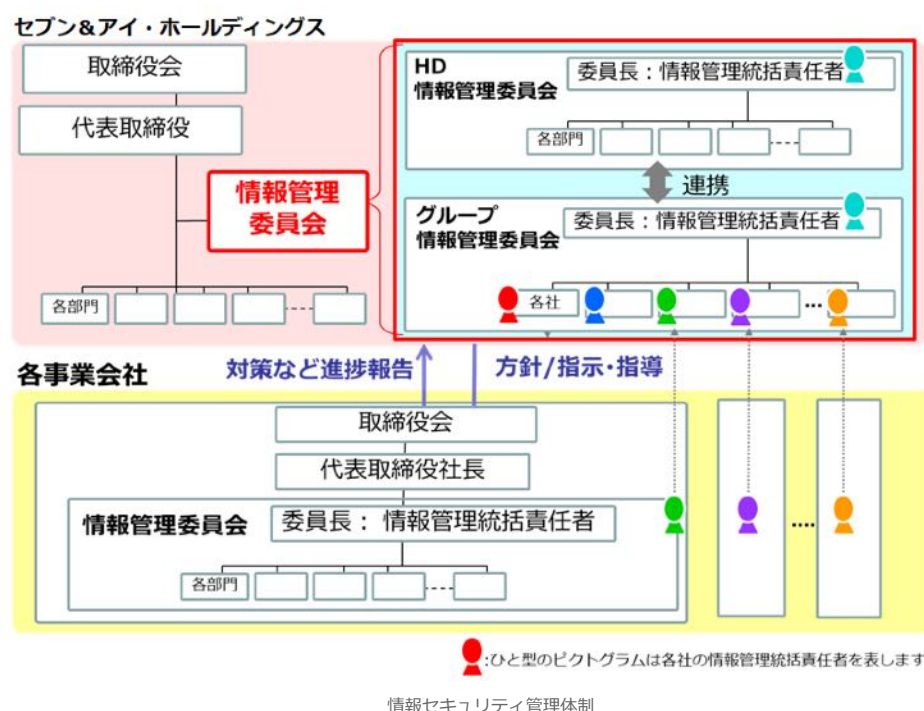 セブン&アイ・ホールディングス
取締役会
代表取締役
情報管理
委員会
各部門
HD
情報管理委員会
委員長：情報管理統括責任者
各部門
連携
グループ
情報管理委員会
委員長：情報管理統括責任者
各社
...
各事業会社
対策など進捗報告
方針/指示・指導
取締役会
代表取締役社長
情報管理委員会
委員長： 情報管理統括責任者
各部門
....
:ひと型のピクトグラムは各社の情報管理統括責任者を表します
情報セキュリティ管理体制